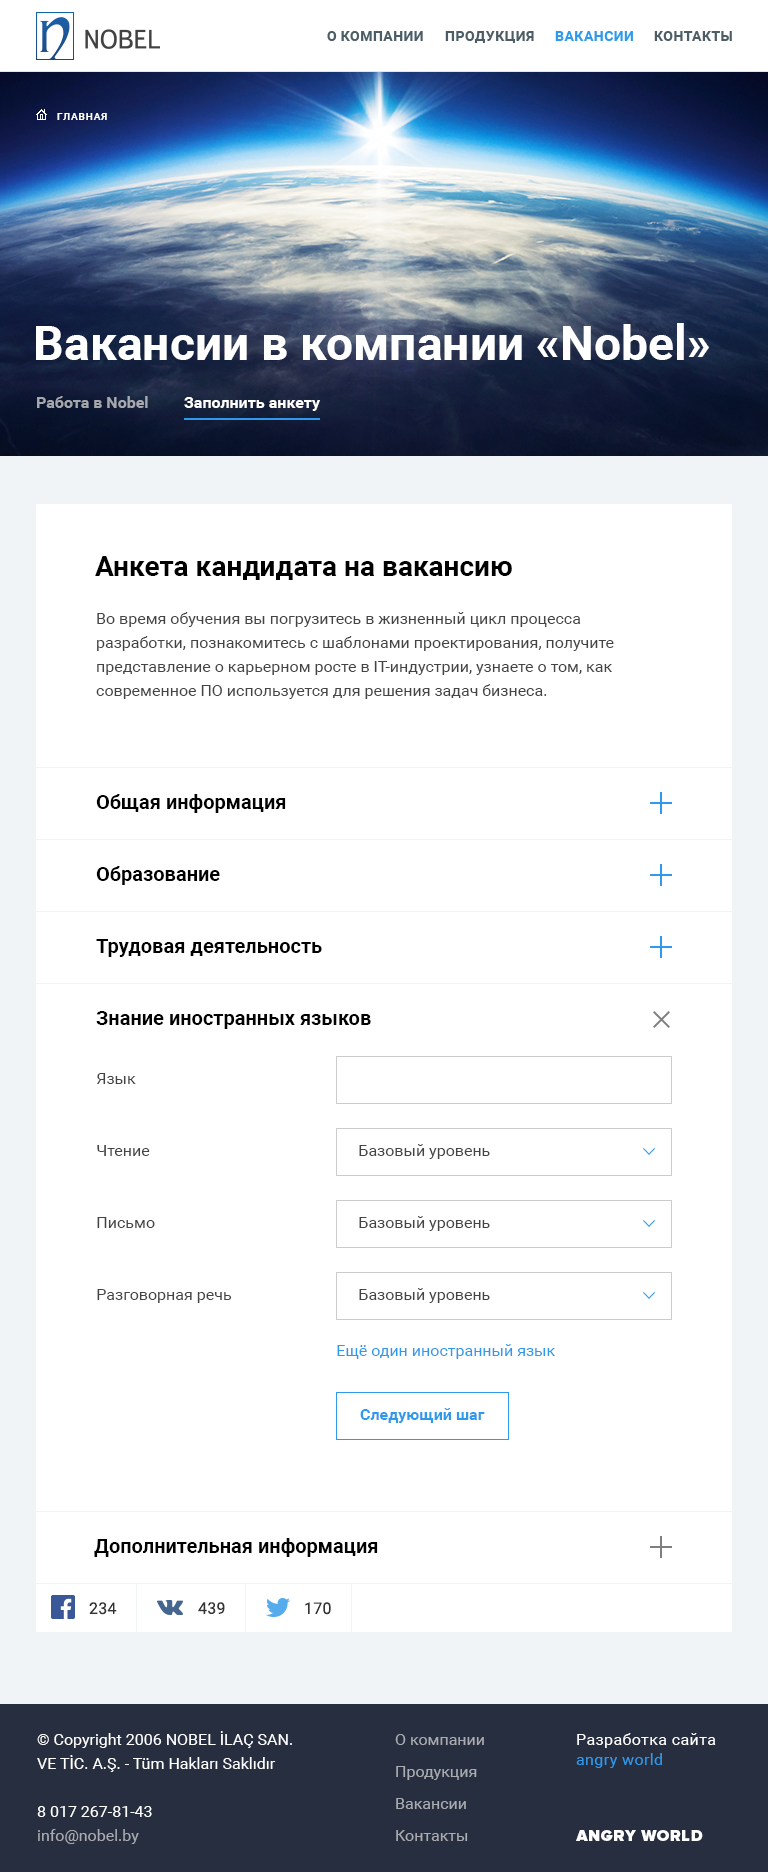 NOBEL
О КОМПАНИИ ПРОДУКЦИЯ ВАКАНСИИ КОНТАКТЫ
ГЛАВНАЯ
Вакансии в компании «Nobel»
Работа в Nobel Заполнить анкету
Анкета кандидата на вакансию
Во время обучения вы погрузитесь в жизненный цикл процесса
разработки, познакомитесь с шаблонами проектирования, получите
представление о карьерном росте в IT-индустрии, узнаете о том, как
современное ПО используется для решения задач бизнеса.
Общая информация
Образование
Трудовая деятельность
Знание иностранных языков
Язык
Чтение Базовый уровень
Письмо Базовый уровень
Разговорная речь Базовый уровень
Ещё один иностранный язык
Следующий шаг
Дополнительная информация
234 439 170
© Copyright 2006 NOBEL İLAÇ SAN.
VE TİC. A.Ş. - Tüm Hakları Saklıdır
8 017 267-81-43
info@nobel.by
О компании
Продукция
Вакансии
Контакты
Разработка сайта
angry world
ANGRY WORLD